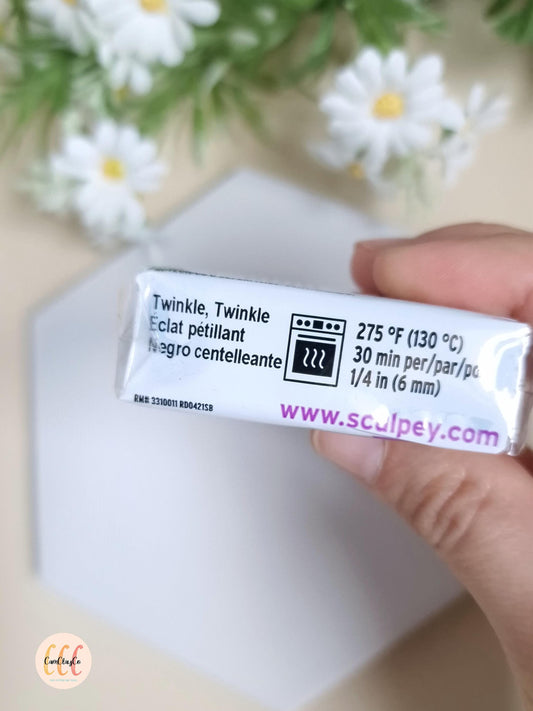 Twinkle, Twinkle
Éclat pétillant
Negro centelleante
275 °F (130 °C)
30 min per/par/po
1/4 in (6 mm)
RM# 3310011 RD0421SB
www.sculpey.com